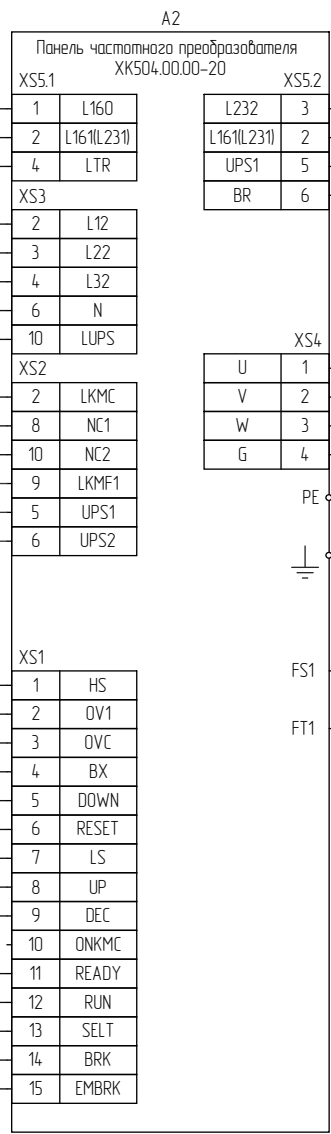 A2
Панель частотного преобразователя
ХК504.00.00-20
XS5.1
1 L160
2 L161(L231)
4 LTR
XS5.2
L232 3
L161(L231) 2
UPS1 5
BR 6
XS3
2 L12
3 L22
4 L32
6 N
10 LUPS
XS4
U 1
V 2
W 3
G 4
XS2
2 LKMC
8 NC1
10 NC2
9 LKMF1
5 UPS1
6 UPS2
PE
FS1
FT1
XS1
1 HS
2 OV1
3 OVC
4 BX
5 DOWN
6 RESET
7 LS
8 UP
9 DEC
10 ONKMC
11 READY
12 RUN
13 SELT
14 BRK
15 EMBRK